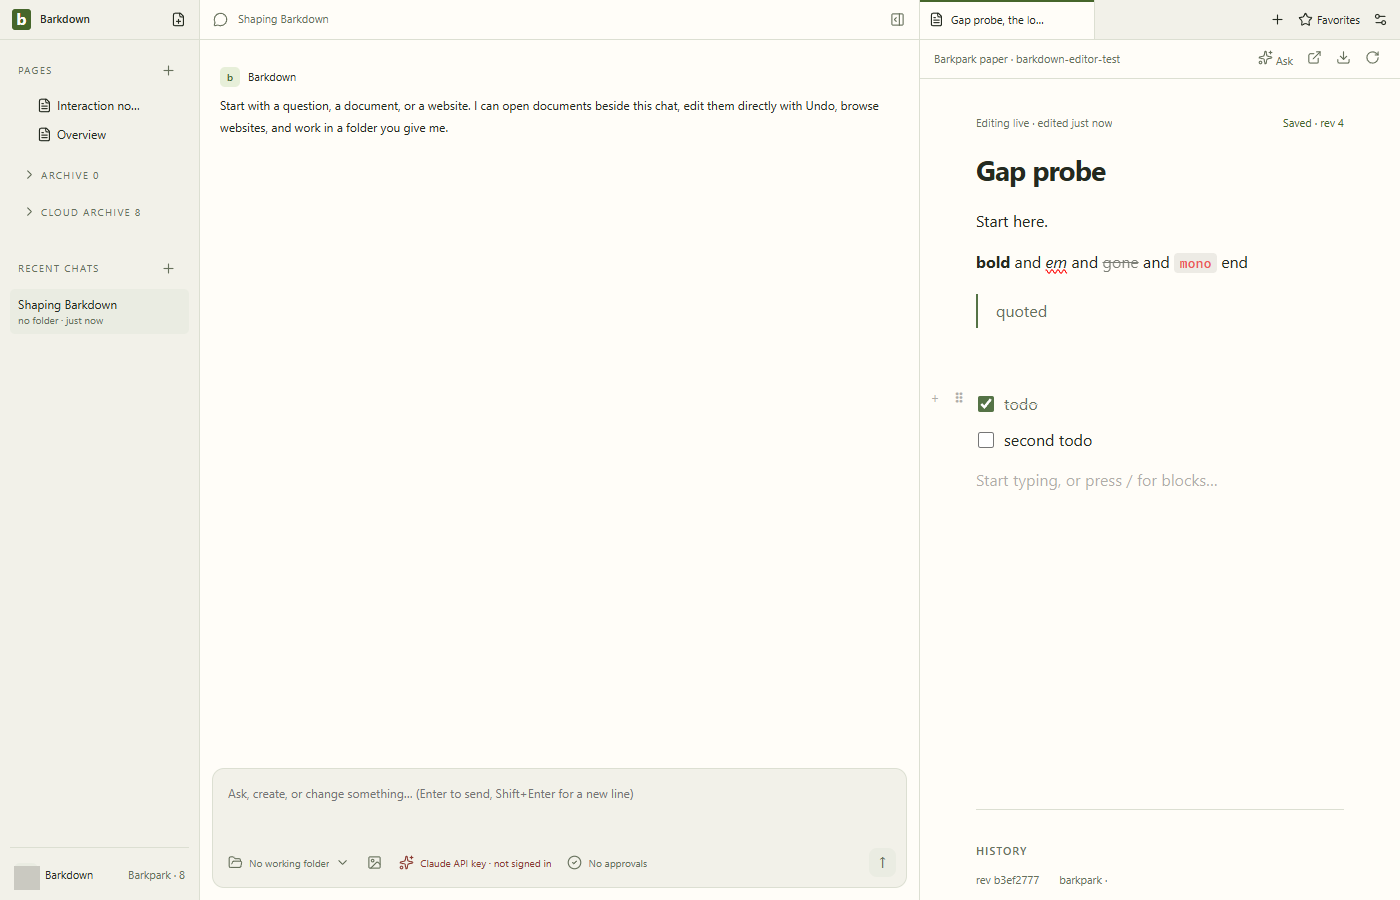 b Barkdown
PAGES
Interaction no...
Overview
ARCHIVE 0
CLOUD ARCHIVE 8
RECENT CHATS
Shaping Barkdown
no folder · just now
Barkdown
Barkpark · 8
Shaping Barkdown
b Barkdown
Start with a question, a document, or a website. I can open documents beside this chat, edit them directly with Undo, browse
websites, and work in a folder you give me.
Ask, create, or change something... (Enter to send, Shift+Enter for a new line)
No working folder
Claude API key · not signed in
No approvals
Gap probe, the lo...
Favorites
Barkpark paper · barkdown-editor-test
Ask
Editing live · edited just now
Saved · rev 4
Gap probe
Start here.
bold and em and gone and mono end
quoted
todo
second todo
Start typing, or press / for blocks...
HISTORY
rev b3ef2777 barkpark ·